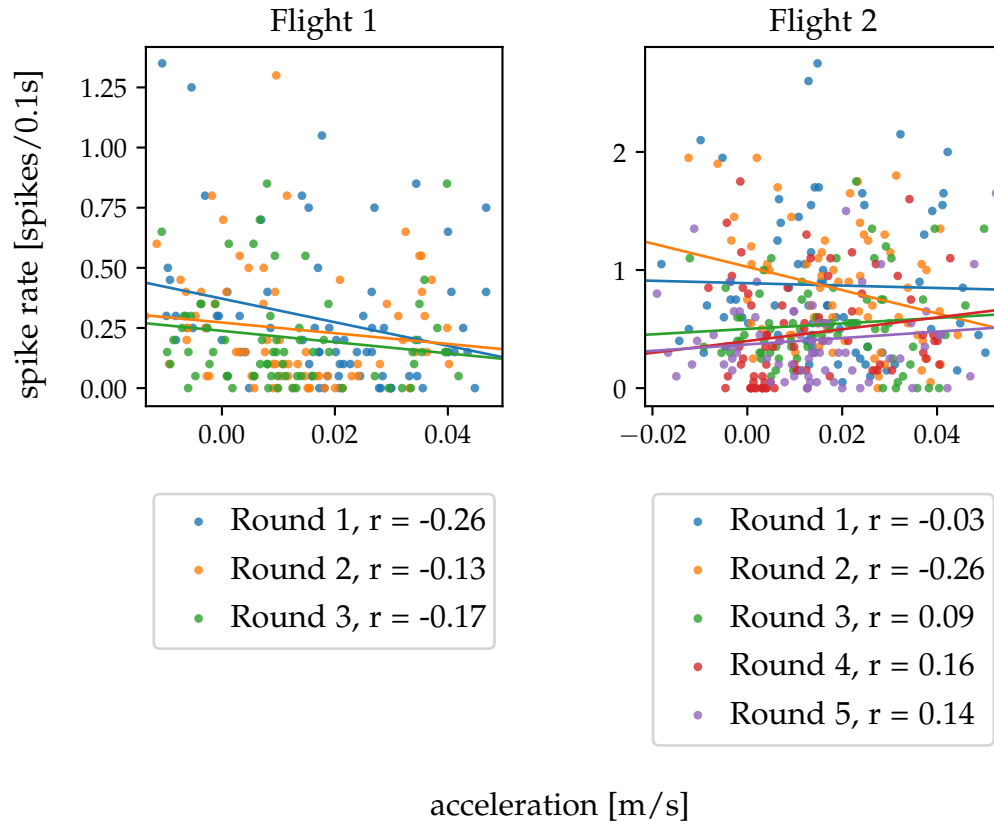 Flight 1
Flight 2
spike rate [spikes/0.1s]
1.25
1.00
0.75
0.50
0.25
0.00
0.00
0.02
0.04
2
1
0
−0.02
0.00
0.02
0.04
Round 1, r = -0.26
Round 2, r = -0.13
Round 3, r = -0.17
Round 1, r = -0.03
Round 2, r = -0.26
Round 3, r = 0.09
Round 4, r = 0.16
Round 5, r = 0.14
acceleration [m/s]